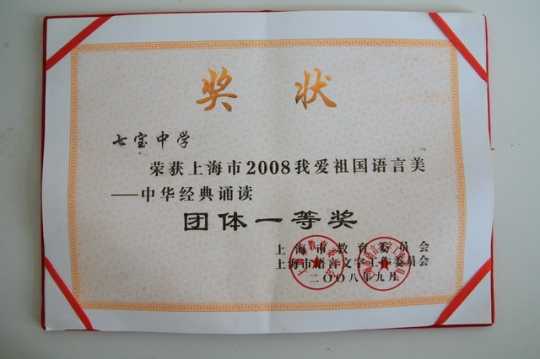 奖状
七宝中学
荣获上海市2008我爱祖国语言美
——中华经典诵读
团体一等奖
上海市教育委员会
上海市语言文字工作委员会
二〇〇八年九月